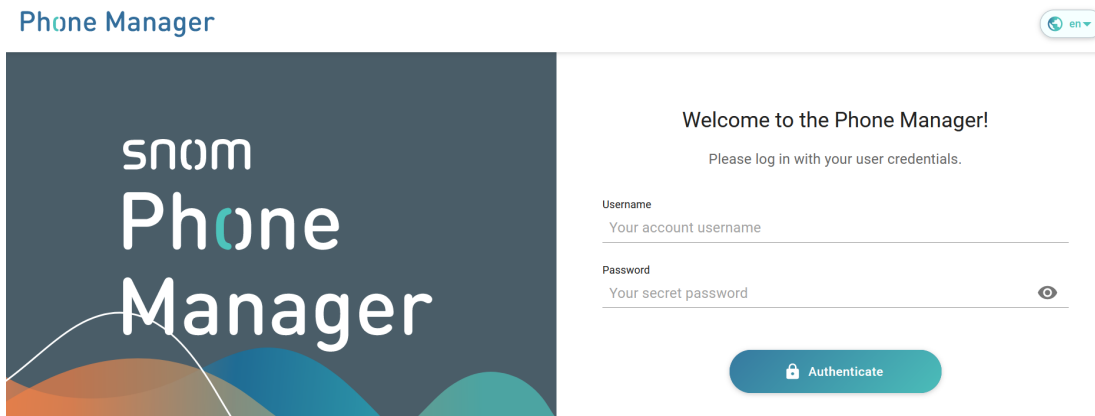 Phone Manager
en
snom
Phone
Manager
Welcome to the Phone Manager!
Please log in with your user credentials.
Username
Your account username
Password
Your secret password
Authenticate